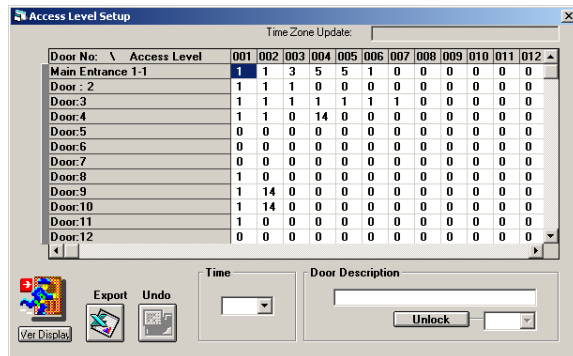 Access Level Setup
Time Zone Update:
Door No: \ Access Level 001 002 003 004 005 006 007 008 009 010 011 012
Main Entrance 1-1 1 1 3 5 5 1 0 0 0 0 0 0
Door : 2 1 1 1 0 0 0 0 0 0 0 0 0
Door:3 1 1 1 1 1 1 1 0 0 0 0 0
Door:4 1 1 0 14 0 0 0 0 0 0 0 0
Door:5 0 0 0 0 0 0 0 0 0 0 0 0
Door:6 0 0 0 0 0 0 0 0 0 0 0 0
Door:7 0 0 0 0 0 0 0 0 0 0 0 0
Door:8 1 0 0 0 0 0 0 0 0 0 0 0
Door:9 1 14 0 0 0 0 0 0 0 0 0 0
Door:10 1 14 0 0 0 0 0 0 0 0 0 0
Door:11 1 0 0 0 0 0 0 0 0 0 0 0
Door:12 0 0 0 0 0 0 0 0 0 0 0 0
Time
Door Description
Export Undo
Unlock
Ver Display